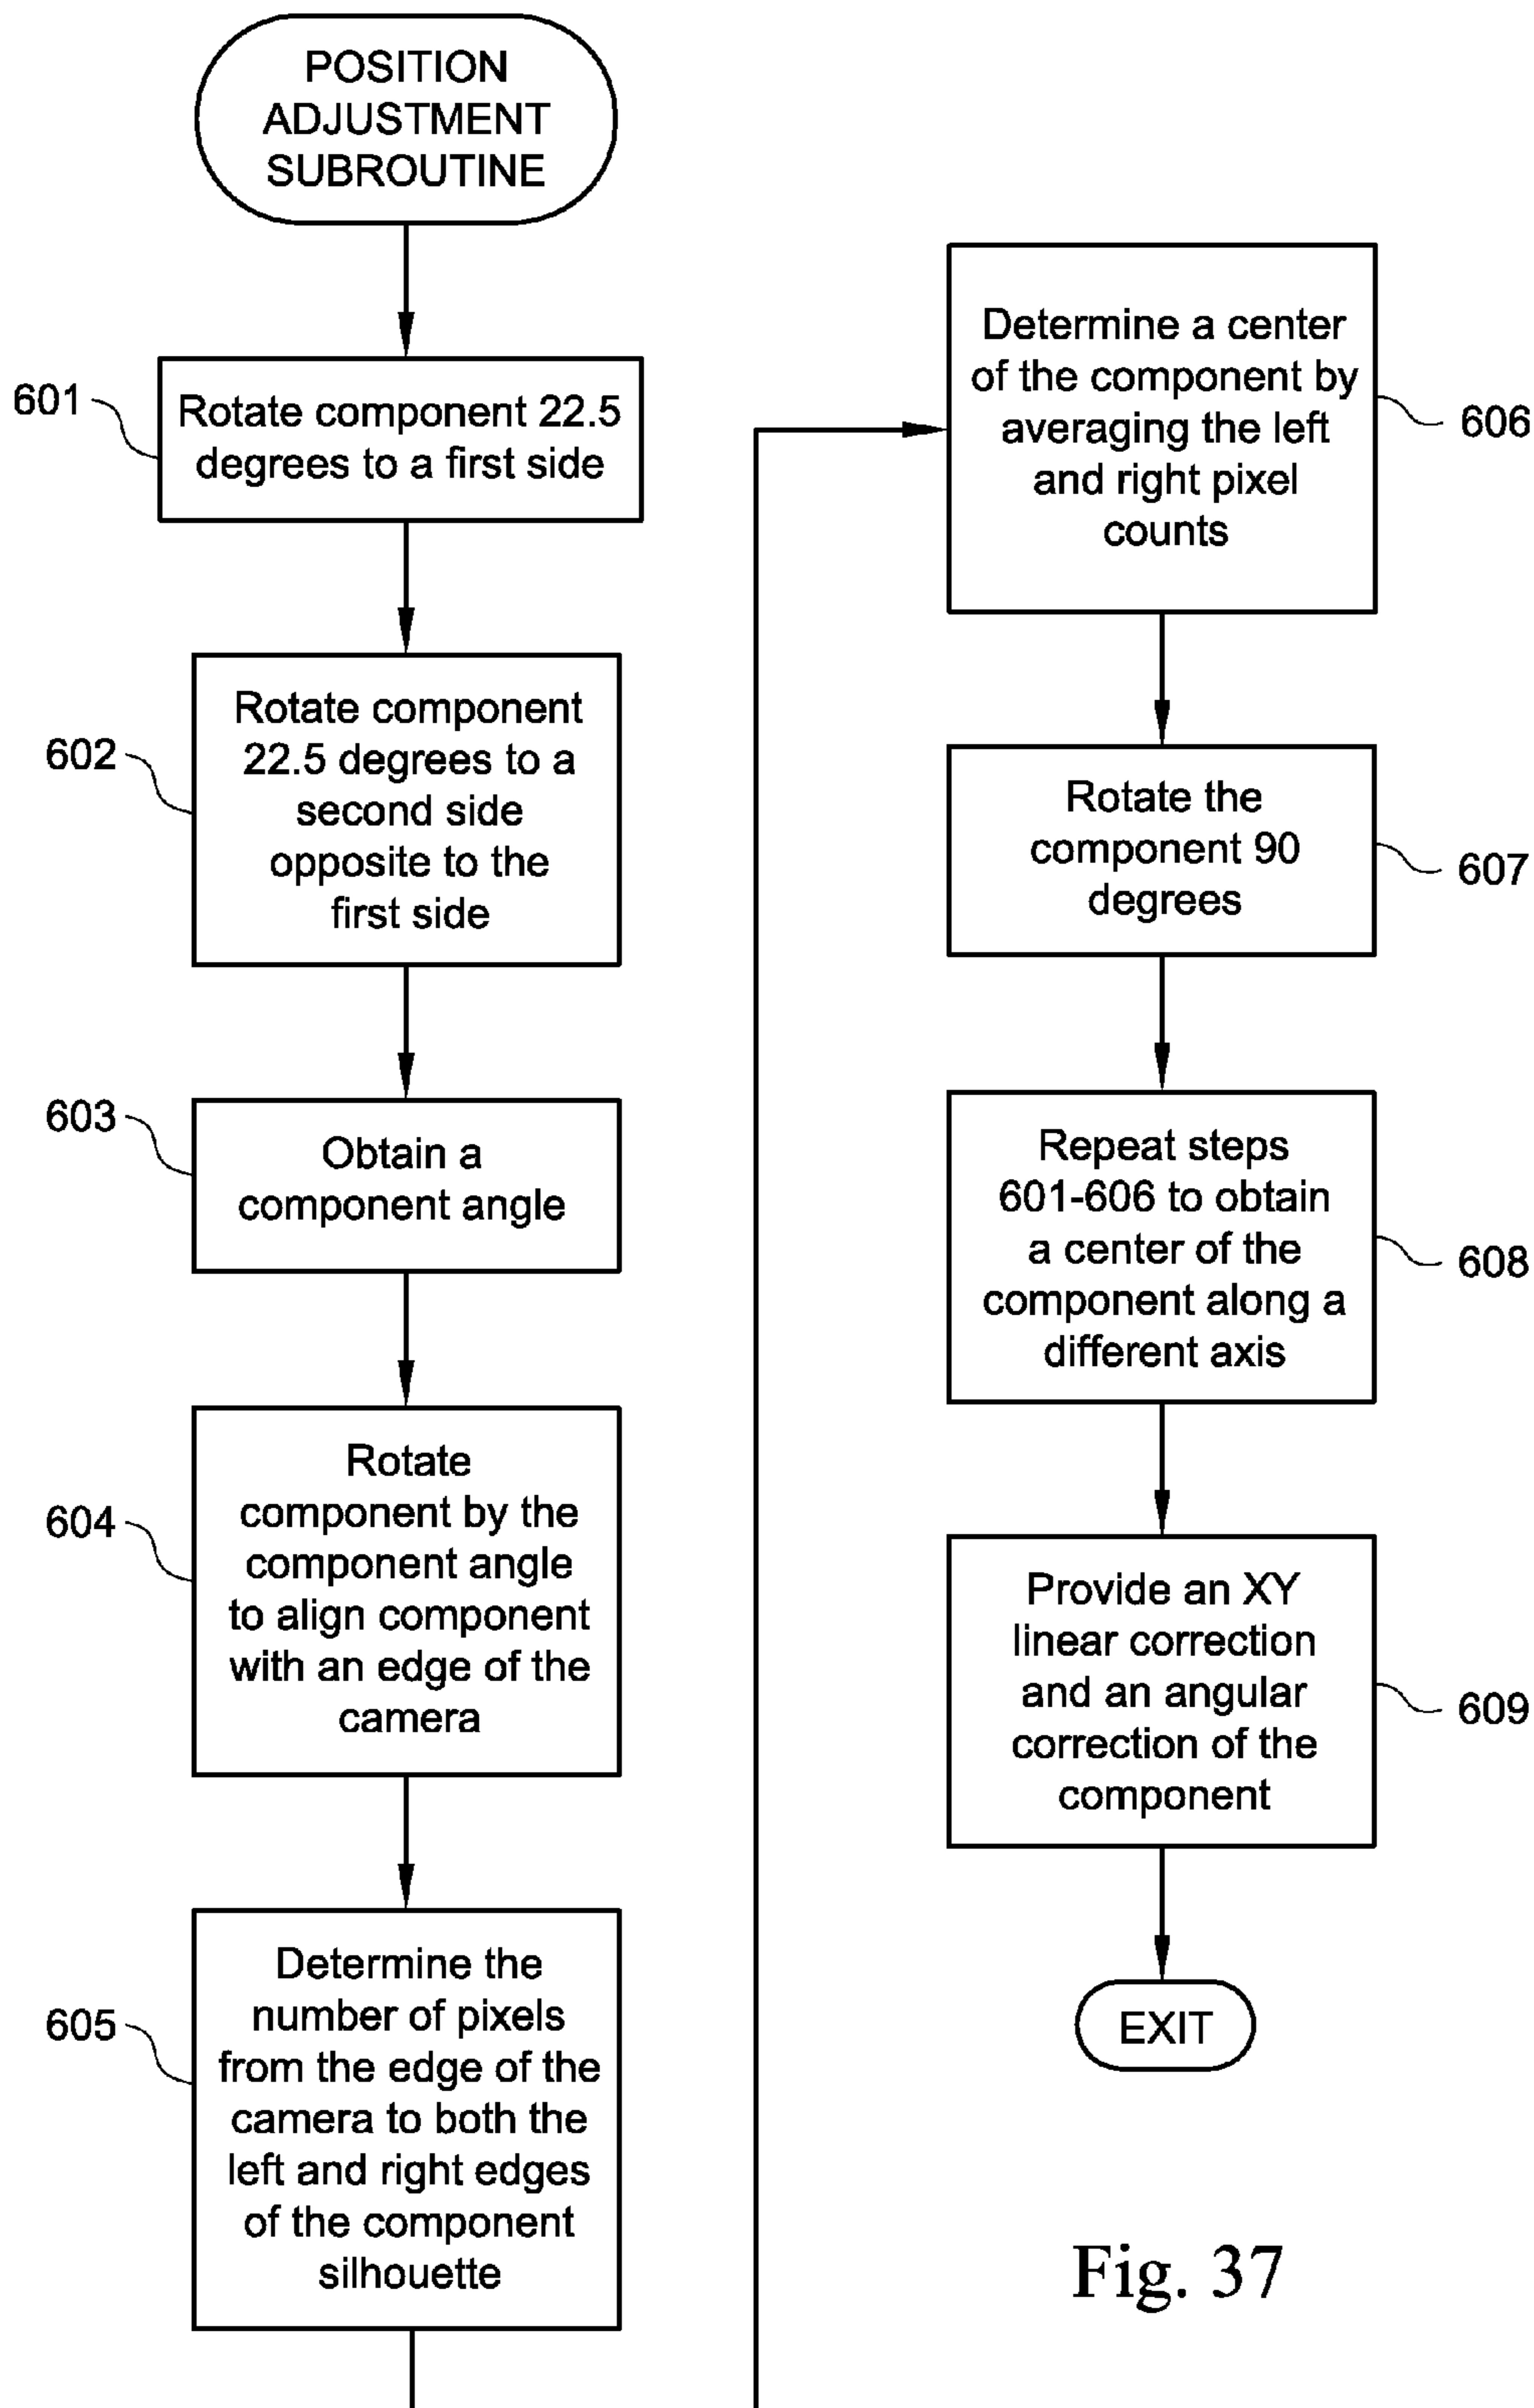 POSITION
ADJUSTMENT
SUBROUTINE
601
Rotate component 22.5
degrees to a first side
602
Rotate component
22.5 degrees to a
second side
opposite to the
first side
603
Obtain a
component angle
604
Rotate
component by the
component angle
to align component
with an edge of the
camera
605
Determine the
number of pixels
from the edge of the
camera to both the
left and right edges
of the component
silhouette
Determine a center
of the component by
averaging the left
and right pixel
counts
606
Rotate the
component 90
degrees
607
Repeat steps
601-606 to obtain
a center of the
component along a
different axis
608
Provide an XY
linear correction
and an angular
correction of the
component
609
EXIT
Fig. 37